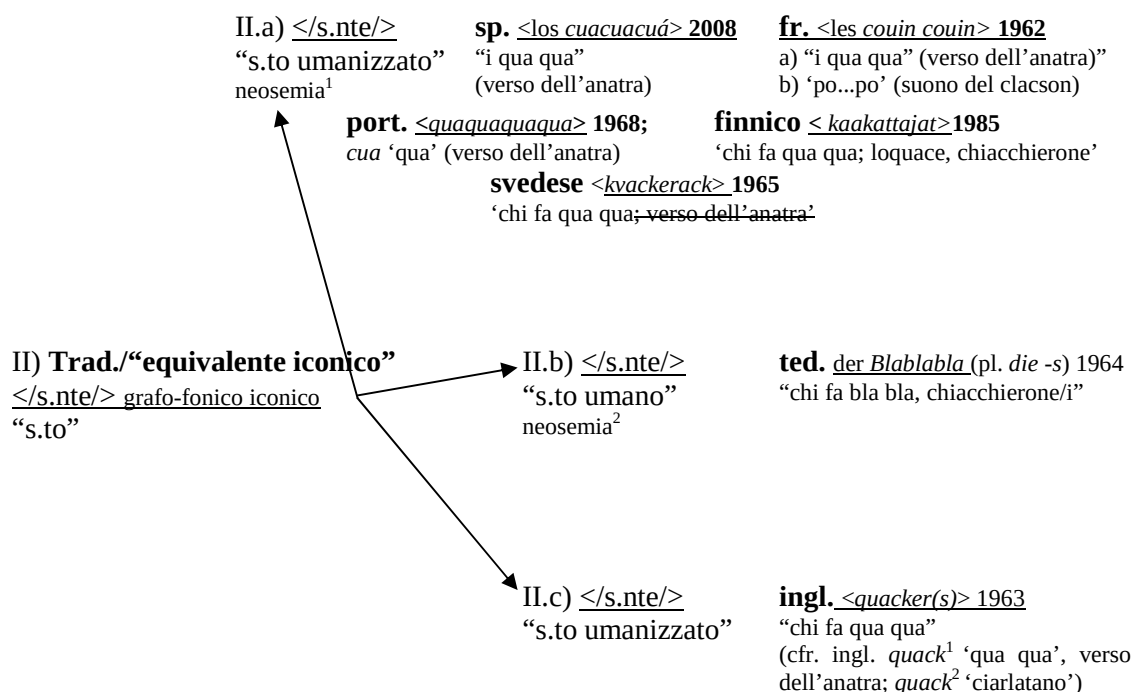 II.a) </s.nte/>
“s.to umanizzato”
neosemia1
sp. <los cuacuacuá> 2008
“i qua qua”
(verso dell’anatra)
fr. <les couin couin> 1962
a) “i qua qua” (verso dell’anatra)”
b) ‘po...po’ (suono del clacson)
port. <quaquaquaqua> 1968;
cua ‘qua’ (verso dell’anatra)
finnico < kaakattajat>1985
‘chi fa qua qua; loquace, chiacchierone’
svedese <kvackerack> 1965
‘chi fa qua qua; verso dell’anatra’
II) Trad./“equivalente iconico”
</s.nte/> grafo-fonico iconico
“s.to”
II.b) </s.nte/>
“s.to umano”
neosemia2
ted. der Blablabla (pl. die -s) 1964
“chi fa bla bla, chiacchierone/i”
II.c) </s.nte/>
“s.to umanizzato”
ingl. <quacker(s)> 1963
“chi fa qua qua”
(cfr. ingl. quack1 ‘qua qua’, verso
dell’anatra; quack2 ‘ciarlatano’)